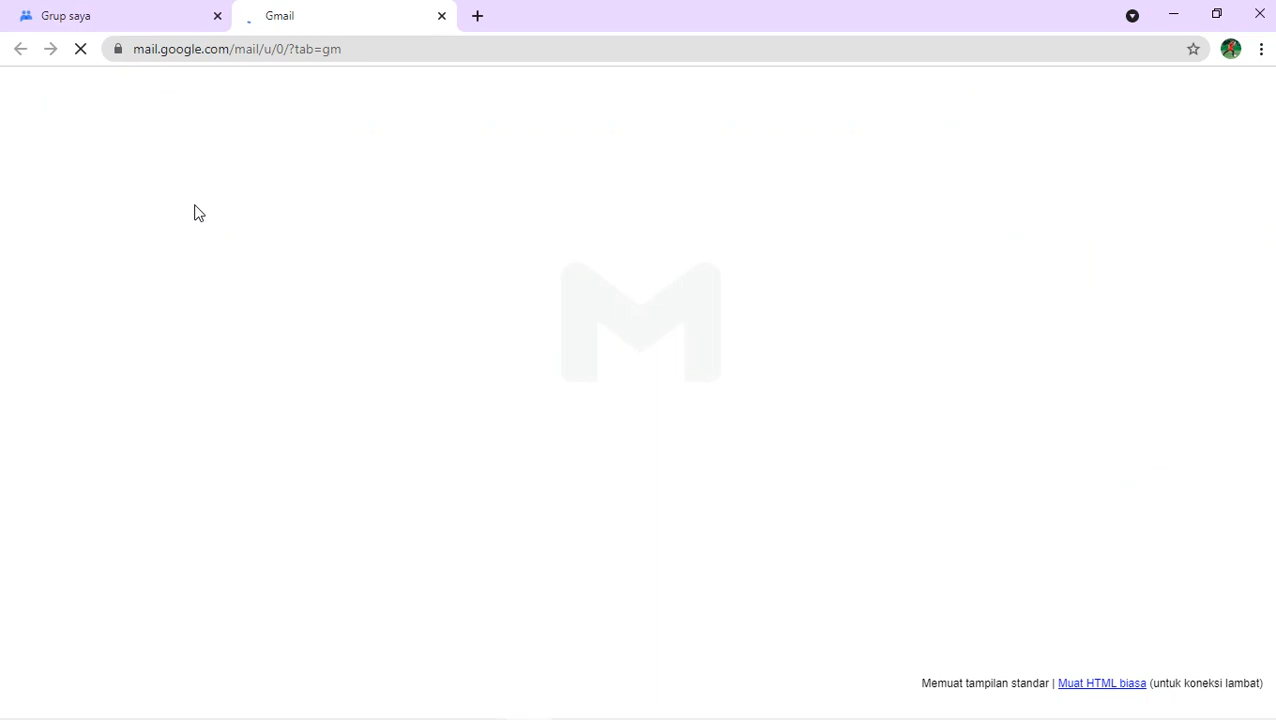 Grup saya
Gmail
mail.google.com/mail/u/0/?tab=gm
Memuat tampilan standar | Muat HTML biasa (untuk koneksi lambat)